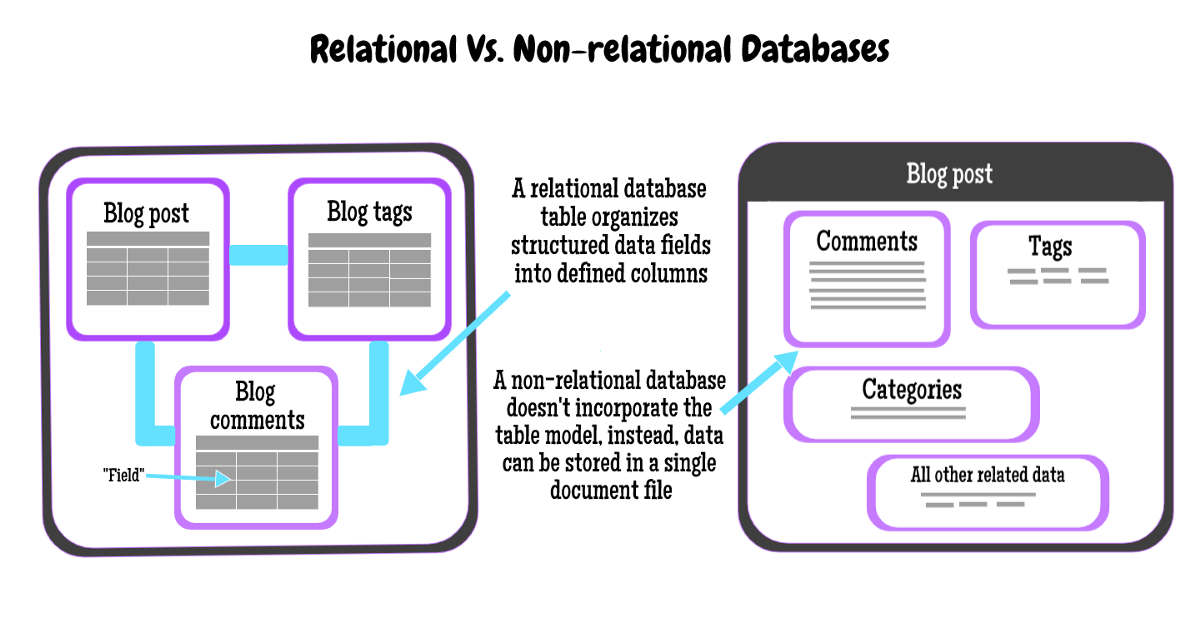 Relational Vs. Non-relational Databases
Blog post
Blog tags
Blog
comments
"Field"
A relational database
table organizes
structured data fields
into defined columns
A non-relational database
doesn't incorporate the
table model, instead, data
can be stored in a single
document file
Blog post
Comments
Tags
Categories
All other related data